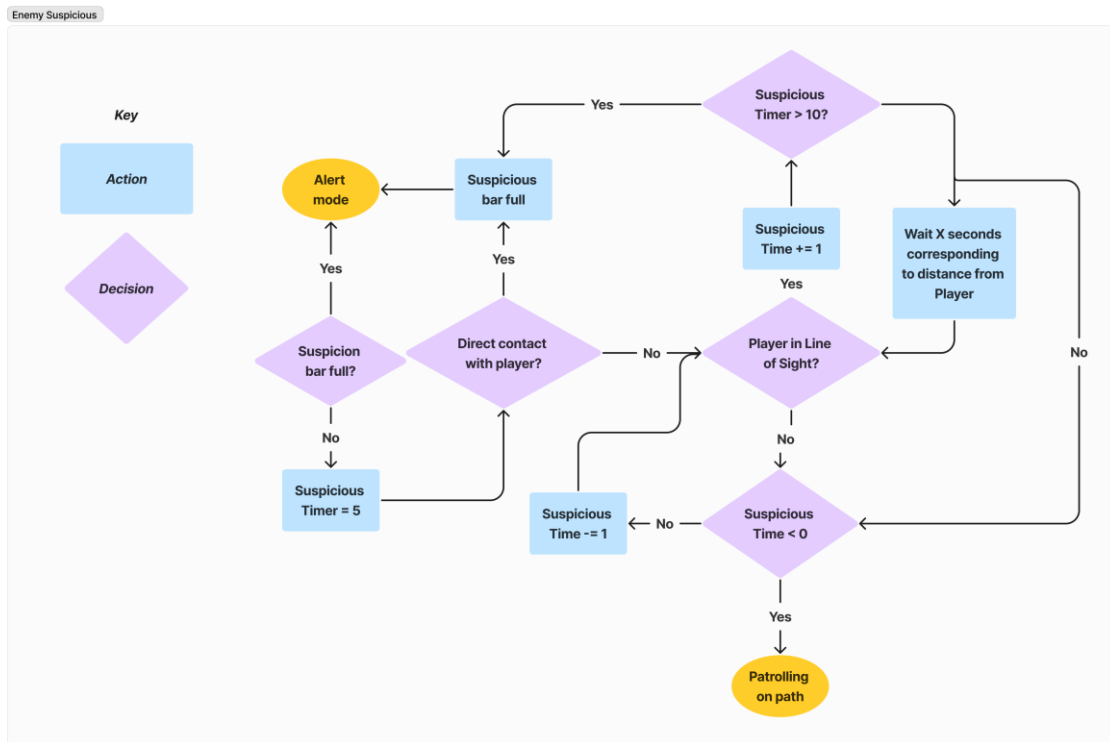 Enemy Suspicious
Key
Action
Decision
Suspicious
Timer > 10?
Yes
Alert
mode
Suspicious
bar full
Suspicious
Time += 1
Wait X seconds
corresponding
to distance from
Player
Yes
Yes
Yes
Suspicion
bar full?
Direct contact
with player?
No
Player in Line
of Sight?
No
No
No
Suspicious
Timer = 5
Suspicious
Time -= 1
No
Suspicious
Time < 0
Yes
Patrolling
on path